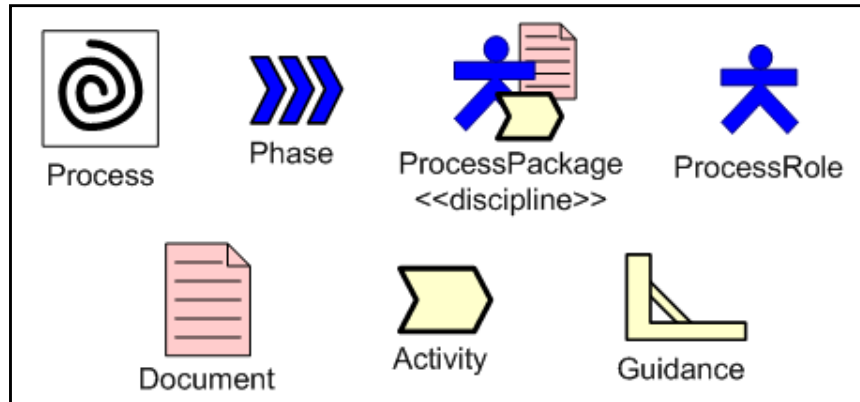 Process
Phase
ProcessPackage
<<discipline>>
ProcessRole
Document
Activity
Guidance